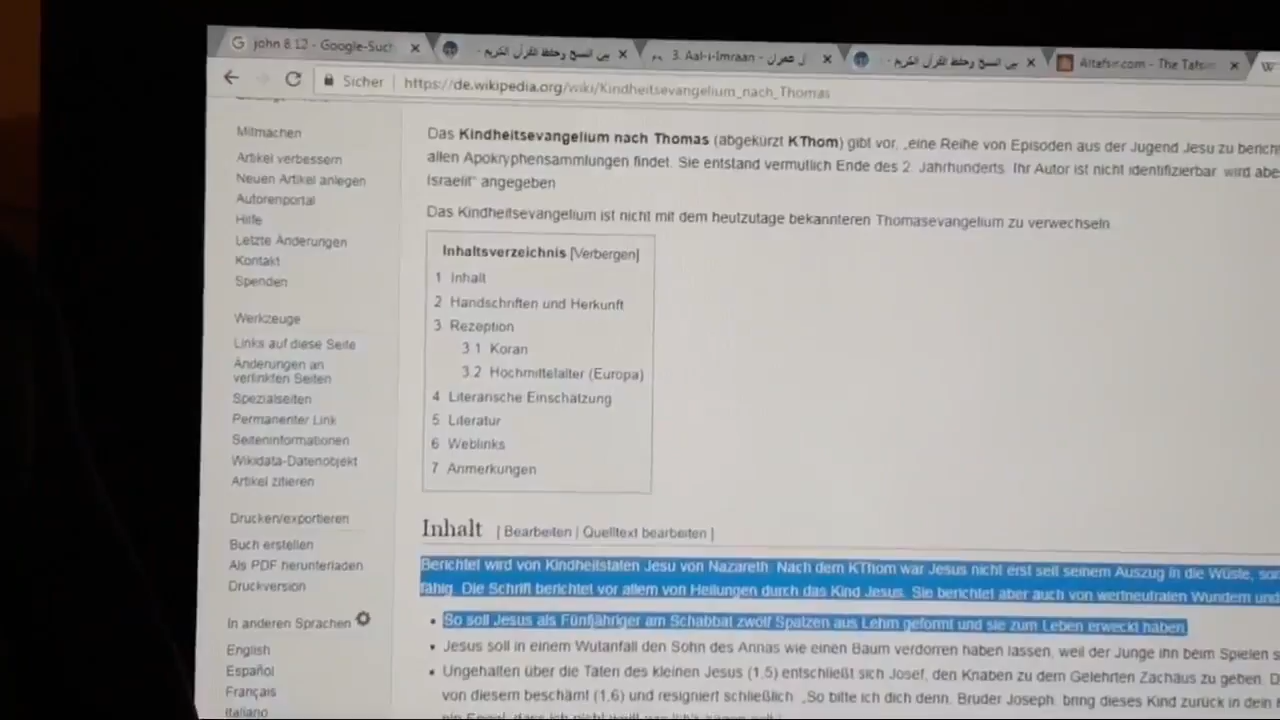 john 8.12 - Google-Such
3. Aal-i-Imraan - آل عمران
Altafsir.com - The Tafsir
W
Sicher https://de.wikipedia.org/wiki/Kindheitsevangelium_nach_Thomas
Mitmachen
Artikel verbessern
Neuen Artikel anlegen
Autorenportal
Hilfe
Letzte Änderungen
Kontakt
Spenden
Werkzeuge
Links auf diese Seite
Änderungen an
verlinkten Seiten
Spezialseiten
Permanenter Link
Seiteninformationen
Wikidata-Datenobjekt
Artikel zitieren
Drucken/exportieren
Buch erstellen
Als PDF herunterladen
Druckversion
In anderen Sprachen
English
Español
Français
Italiano
Das Kindheitsevangelium nach Thomas (abgekürzt KThom) gibt vor, „eine Reihe von Episoden aus der Jugend Jesu zu bericht
allen Apokryphensammlungen findet. Sie entstand vermutlich Ende des 2. Jahrhunderts. Ihr Autor ist nicht identifizierbar, wird abe
Israelit“ angegeben
Das Kindheitsevangelium ist nicht mit dem heutzutage bekannteren Thomasevangelium zu verwechseln.
Inhaltsverzeichnis [Verbergen]
1 Inhalt
2 Handschriften und Herkunft
3 Rezeption
3.1 Koran
3.2 Hochmittelalter (Europa)
4 Literarische Einschätzung
5 Literatur
6 Weblinks
7 Anmerkungen
Inhalt [ Bearbeiten | Quelltext bearbeiten ]
Berichtet wird von Kindheitstaten Jesu von Nazareth. Nach dem KThom war Jesus nicht erst seit seinem Auszug in die Wüste, so
fähig. Die Schrift berichtet vor allem von Heilungen durch das Kind Jesus. Sie berichtet aber auch von wertneutralen Wundern und
• So soll Jesus als Fünfjähriger am Schabbat zwölf Spatzen aus Lehm geformt und sie zum Leben erweckt haben.
• Jesus soll in einem Wutanfall den Sohn des Annas wie einen Baum verdorren haben lassen, weil der Junge ihn beim Spielen s
• Ungehalten über die Taten des kleinen Jesus (1,5) entschließt sich Josef, den Knaben zu dem Gelehrten Zachäus zu geben. D
von diesem beschämt (1,6) und resigniert schließlich: „So bitte ich dich denn, Bruder Joseph, bring dieses Kind zurück in dein